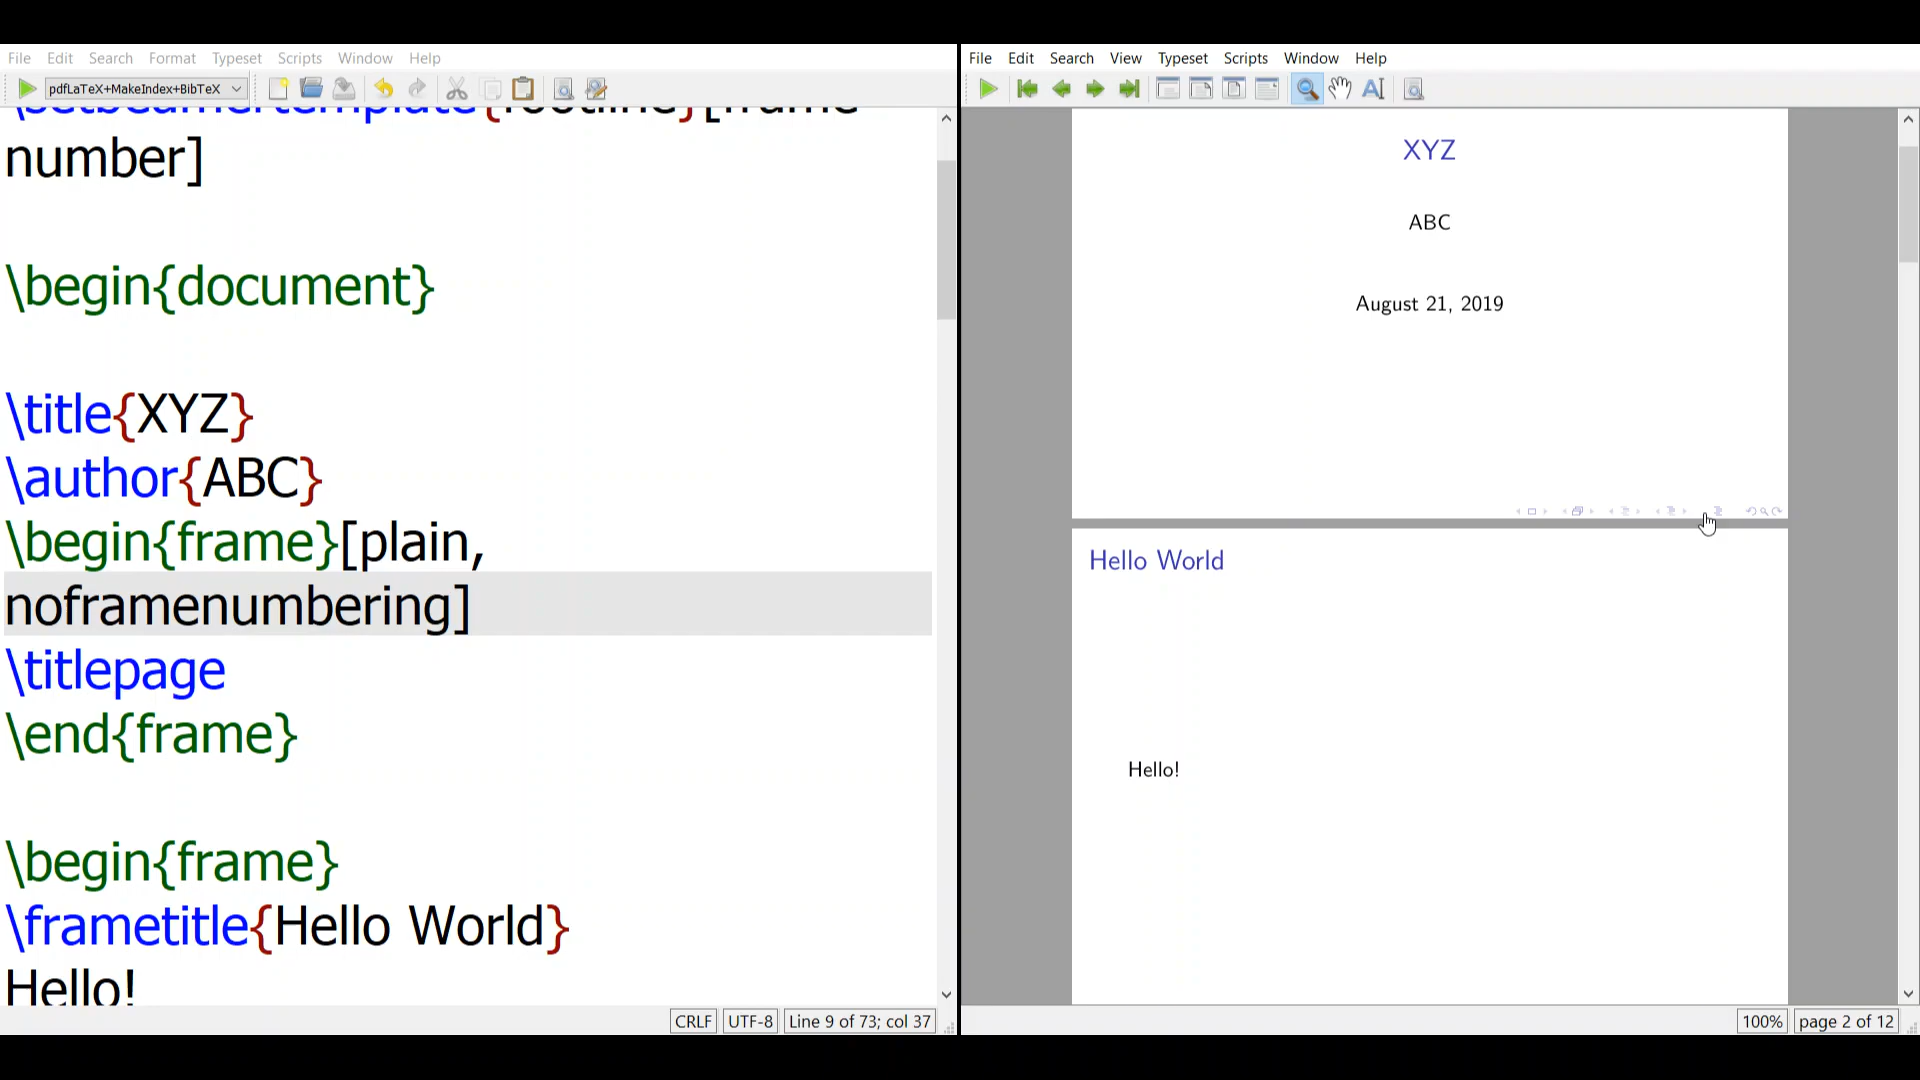 File Edit Search Format Typeset Scripts Window Help
pdfLaTeX+MakeIndex+BibTeX
\setbeamertemplate{footline}[frame
number]
\begin{document}
\title{XYZ}
\author{ABC}
\begin{frame}[plain,
noframenumbering]
\titlepage
\end{frame}
\begin{frame}
\frametitle{Hello World}
Hello!
CRLF UTF-8 Line 9 of 73; col 37
File Edit Search View Typeset Scripts Window Help
XYZ
ABC
August 21, 2019
Hello World
Hello!
100% page 2 of 12